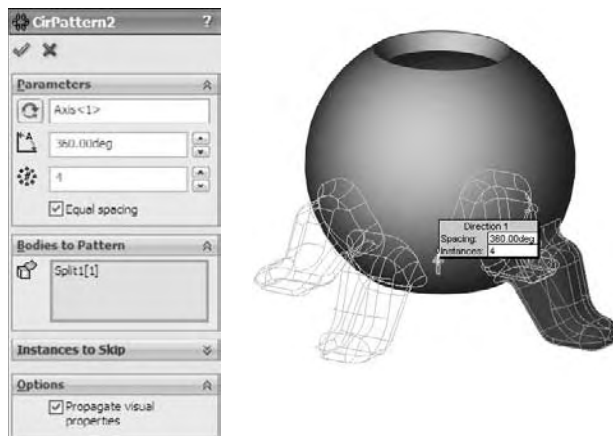 CirPattern2 ?
Parameters
Axis<1>
A
360.00deg
4
Equal spacing
Bodies to Pattern
Split1[1]
Instances to Skip
Options
Propagate visual
properties
Direction 1
Spacing: 360.00deg
Instances: 4